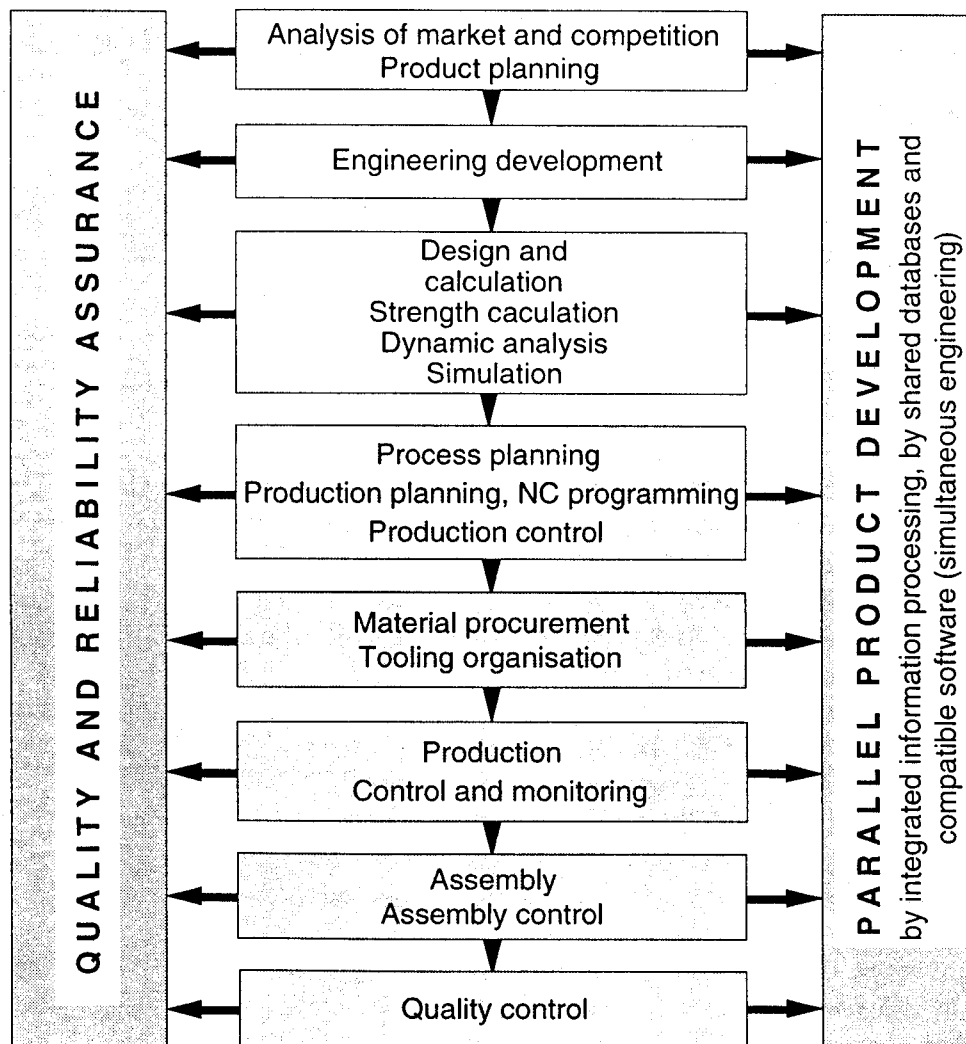 QUALITY AND RELIABILITY ASSURANCE
Analysis of market and competition
Product planning
Engineering development
Design and
calculation
Strength caculation
Dynamic analysis
Simulation
Process planning
Production planning, NC programming
Production control
Material procurement
Tooling organisation
Production
Control and monitoring
Assembly
Assembly control
Quality control
PARALLEL PRODUCT DEVELOPMENT
by integrated information processing, by shared databases and
compatible software (simultaneous engineering)